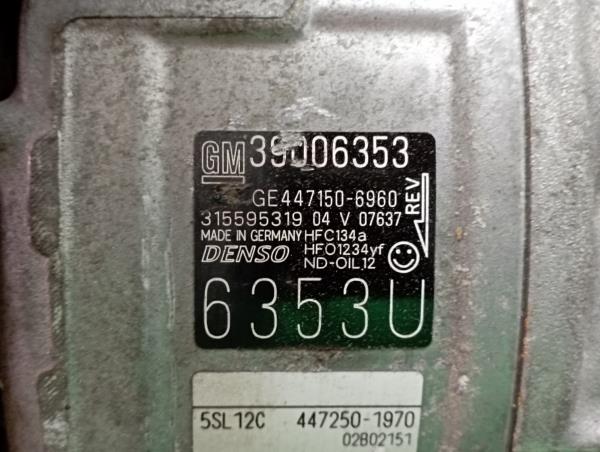 GM 39006353
GE447150-6960
315595319 04 V 07637
MADE IN GERMANY HFC134a
DENSO HFO1234yf
ND-OIL12
REV
6353U
5SL12C 447250-1970
02B02151